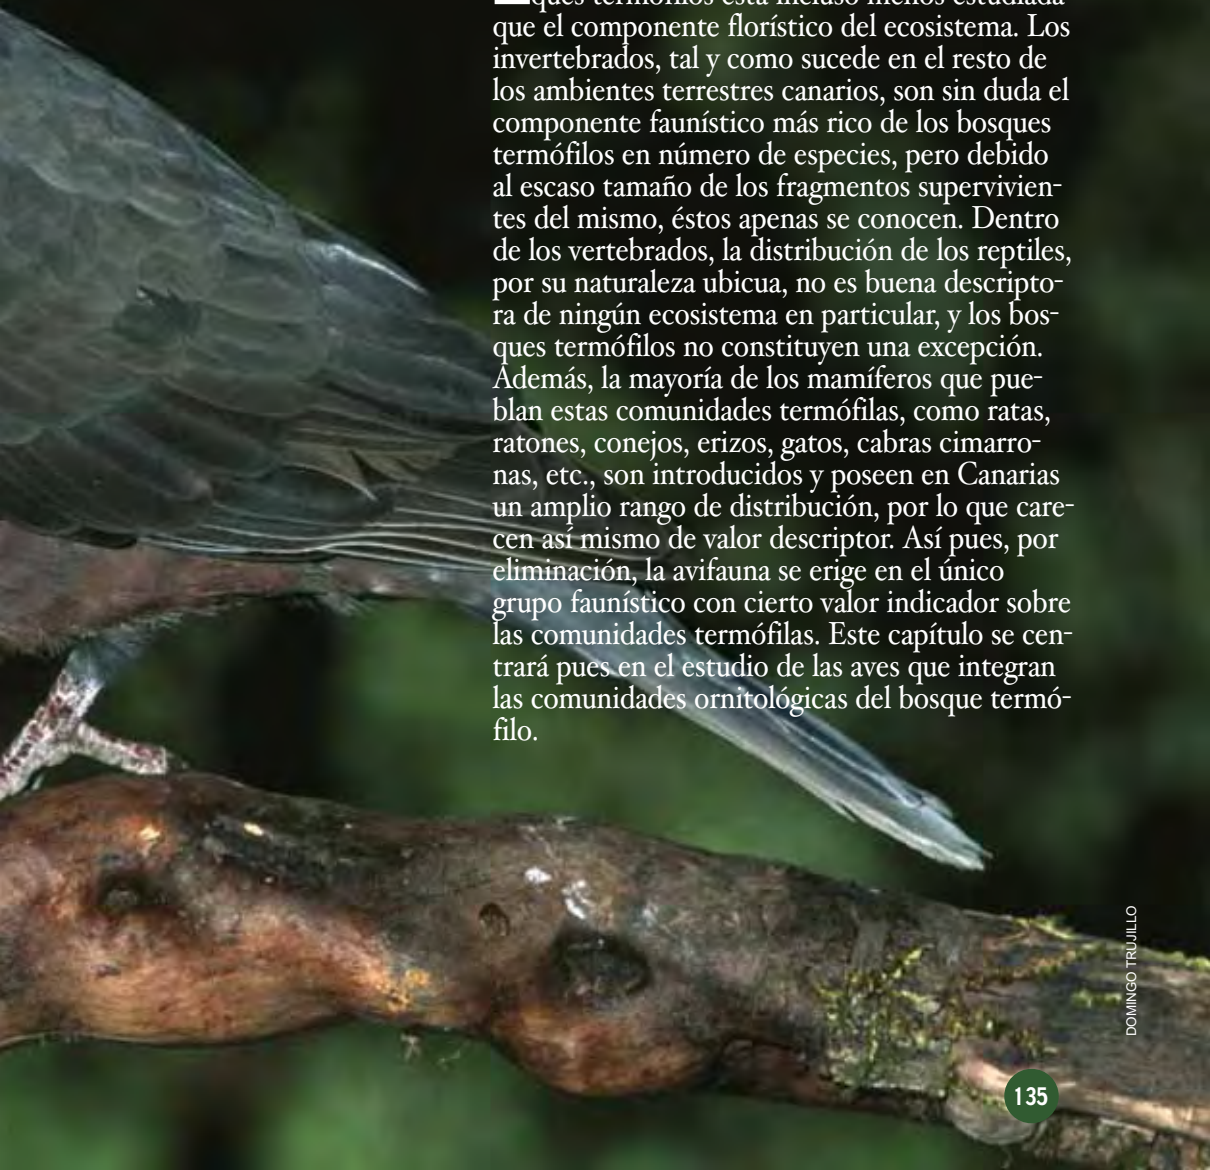 ques termófilos está incluso menos estudiada
que el componente florístico del ecosistema. Los
invertebrados, tal y como sucede en el resto de
los ambientes terrestres canarios, son sin duda el
componente faunístico más rico de los bosques
termófilos en número de especies, pero debido
al escaso tamaño de los fragmentos supervivien-
tes del mismo, éstos apenas se conocen. Dentro
de los vertebrados, la distribución de los reptiles,
por su naturaleza ubicua, no es buena descripto-
ra de ningún ecosistema en particular, y los bos-
ques termófilos no constituyen una excepción.
Además, la mayoría de los mamíferos que pue-
blan estas comunidades termófilas, como ratas,
ratones, conejos, erizos, gatos, cabras cimarro-
nas, etc., son introducidos y poseen en Canarias
un amplio rango de distribución, por lo que care-
cen así mismo de valor descriptor. Así pues, por
eliminación, la avifauna se erige en el único
grupo faunístico con cierto valor indicador sobre
las comunidades termófilas. Este capítulo se cen-
trará pues en el estudio de las aves que integran
las comunidades ornitológicas del bosque termó-
filo.
DOMINGO TRUJILLO
135